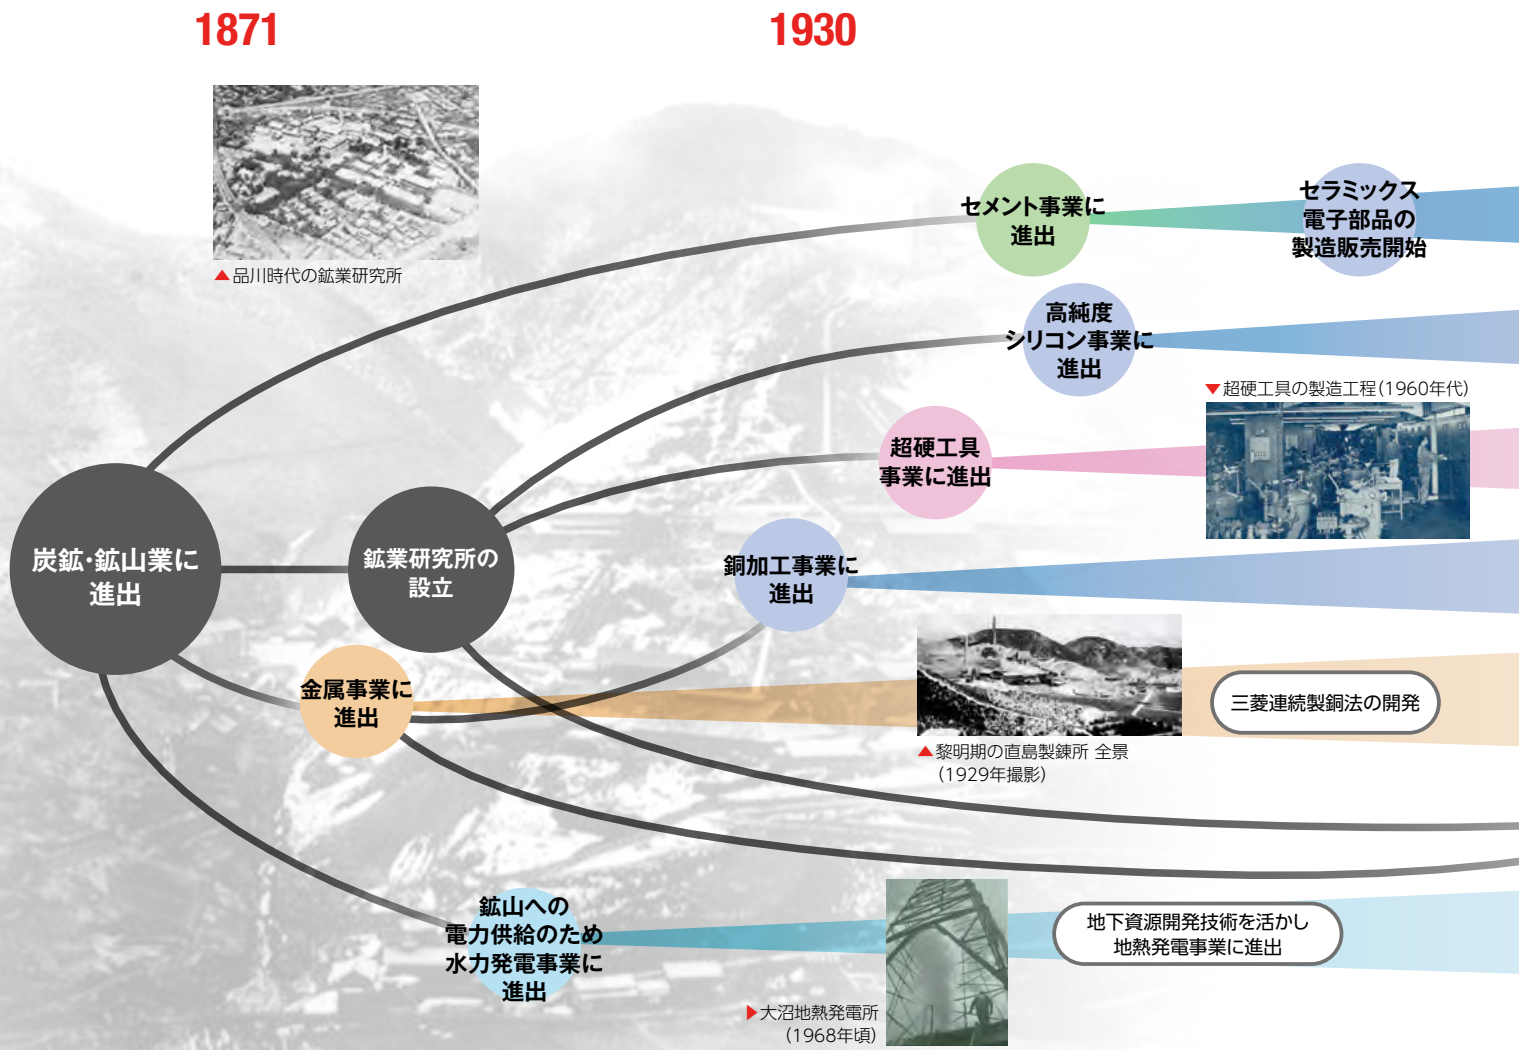 1871
1930
▲品川時代の鉱業研究所
セメント事業に
進出
セラミックス
電子部品の
製造販売開始
高純度
シリコン事業に
進出
▼超硬工具の製造工程(1960年代)
超硬工具
事業に進出
炭鉱・鉱山業に
進出
鉱業研究所の
設立
銅加工事業に
進出
金属事業に
進出
三菱連続製銅法の開発
▲黎明期の直島製錬所 全景
(1929年撮影)
鉱山への
電力供給のため
水力発電事業に
進出
地下資源開発技術を活かし
地熱発電事業に進出
▶大沼地熱発電所
(1968年頃)